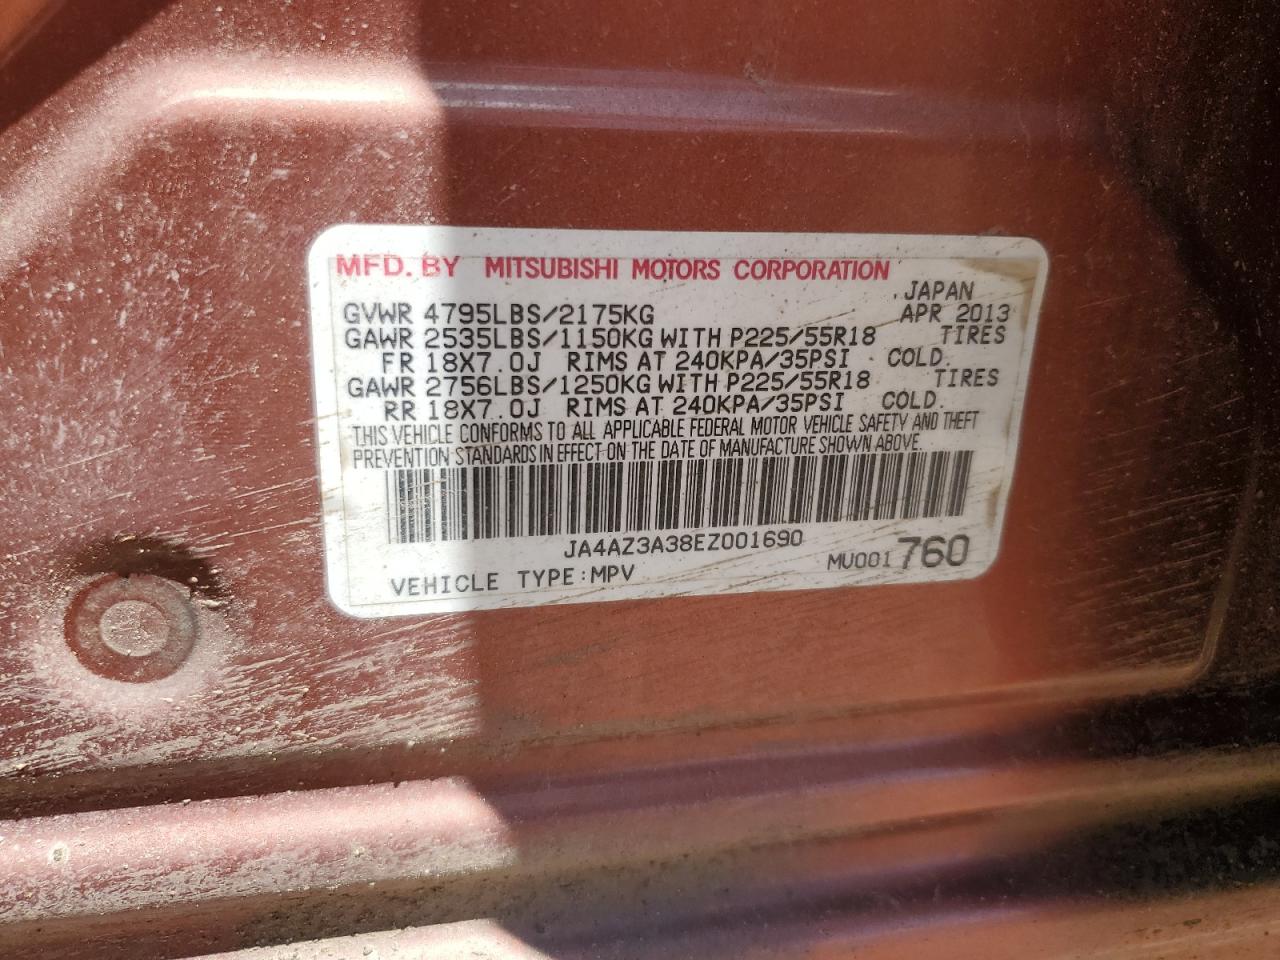 MFD. BY MITSUBISHI MOTORS CORPORATION
JAPAN
GVWR 4795LBS/2175KG APR 2013
GAWR 2535LBS/1150KG WITH P225/55R18 TIRES
FR 18X7.0J RIMS AT 240KPA/35PSI COLD.
GAWR 2756LBS/1250KG WITH P225/55R18 TIRES
RR 18X7.0J RIMS AT 240KPA/35PSI COLD.
THIS VEHICLE CONFORMS TO ALL APPLICABLE FEDERAL MOTOR VEHICLE SAFETY AND THEFT
PREVENTION STANDARDS IN EFFECT ON THE DATE OF MANUFACTURE SHOWN ABOVE.
JA4AZ3A38EZ001690
VEHICLE TYPE:MPV MU001760